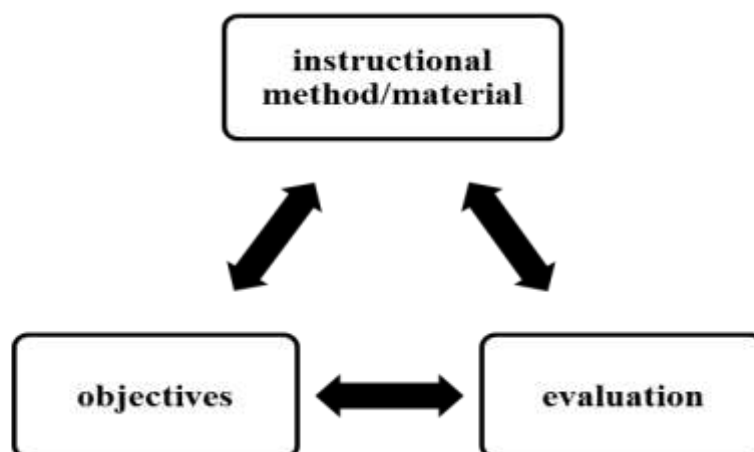 instructional
method/material
objectives
evaluation